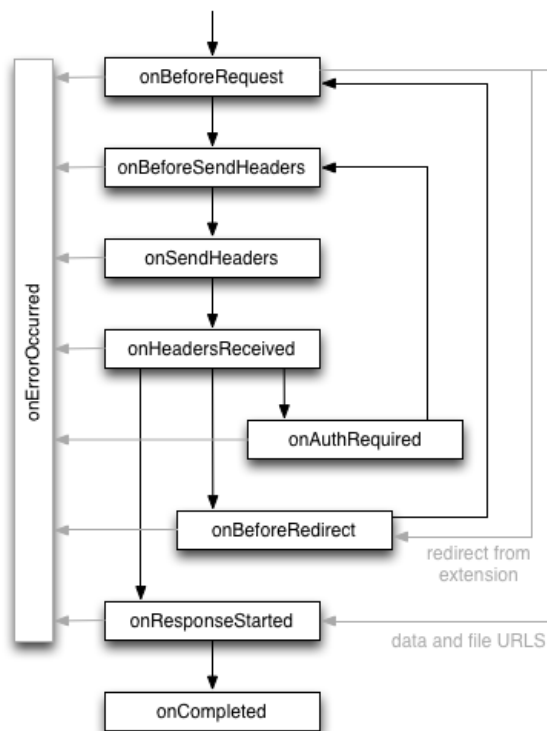 onBeforeRequest
onBeforeSendHeaders
onSendHeaders
onHeadersReceived
onErrorOccurred
onAuthRequired
onBeforeRedirect
redirect from
extension
onResponseStarted
data and file URLS
onCompleted